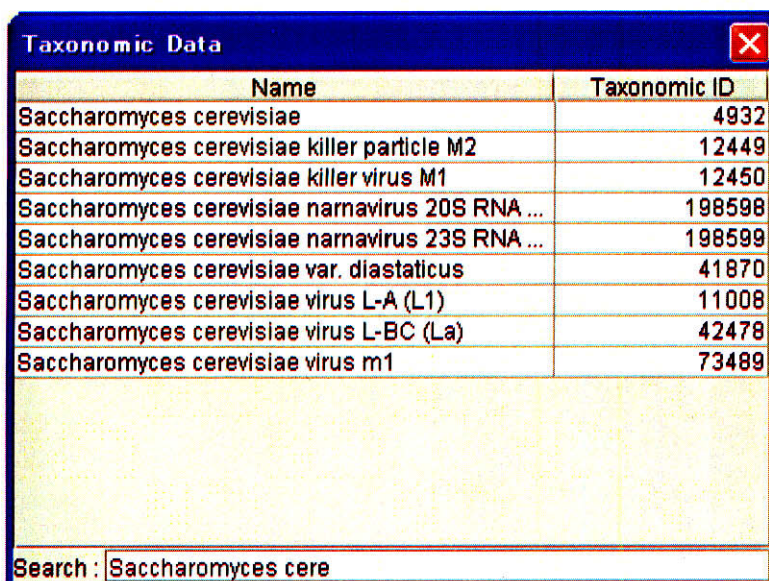 Taxonomic Data
Name Taxonomic ID
Saccharomyces cerevisiae 4932
Saccharomyces cerevisiae killer particle M2 12449
Saccharomyces cerevisiae killer virus M1 12450
Saccharomyces cerevisiae narnavirus 20S RNA ... 198598
Saccharomyces cerevisiae narnavirus 23S RNA ... 198599
Saccharomyces cerevisiae var. diastaticus 41870
Saccharomyces cerevisiae virus L-A (L1) 11008
Saccharomyces cerevisiae virus L-BC (La) 42478
Saccharomyces cerevisiae virus m1 73489
Search : Saccharomyces cere